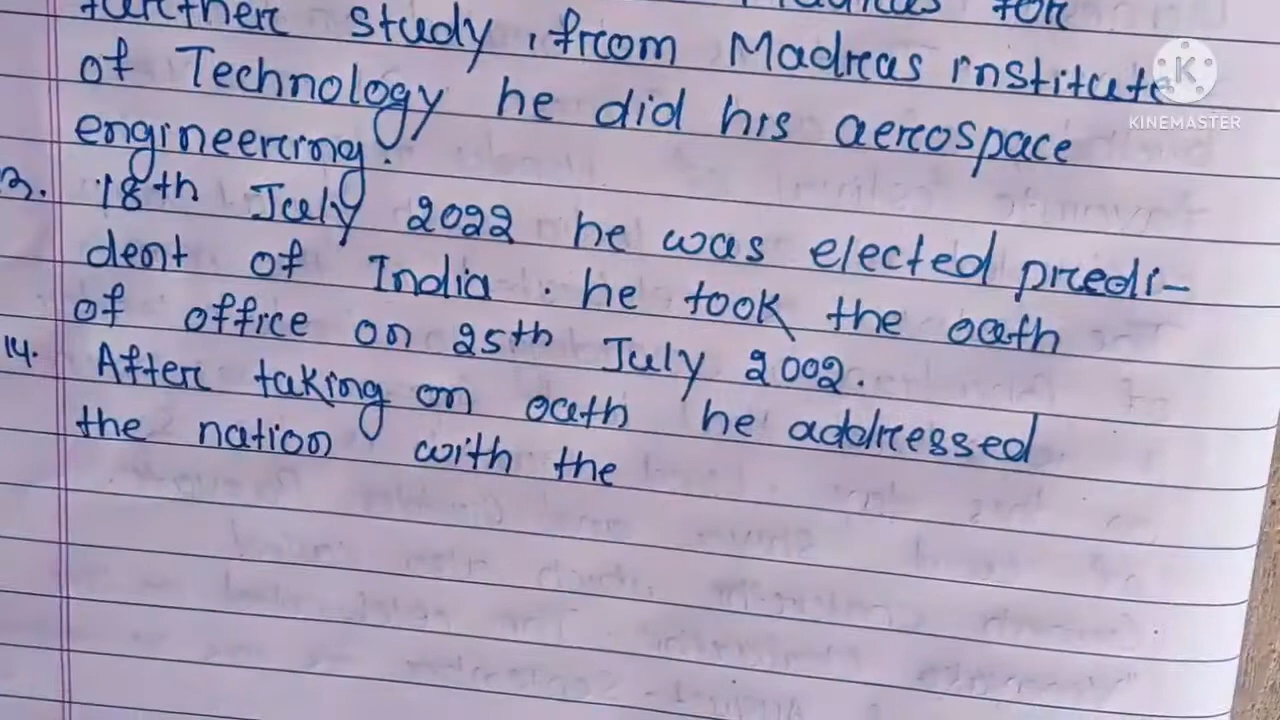 further study, from Madras institute
of Technology he did his aerospace
engineering.
3. 18th July 2022 he was elected predi-
dent of India. he took the oath
of office on 25th July 2002.
14. After taking on oath he addressed
the nation with the
K
KINEMASTER